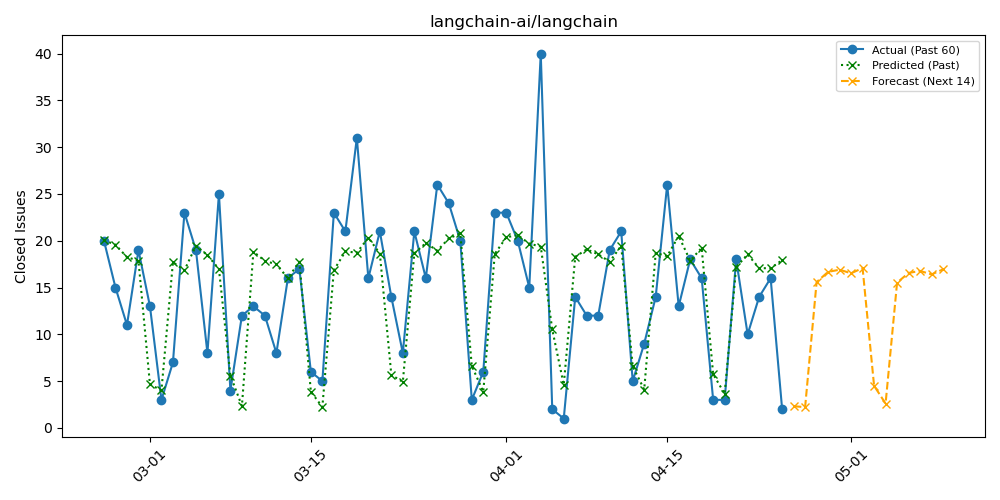 langchain-ai/langchain
Actual (Past 60)
Predicted (Past)
Forecast (Next 14)
Closed Issues
40
35
30
25
20
15
10
5
0
03-01
03-15
04-01
04-15
05-01